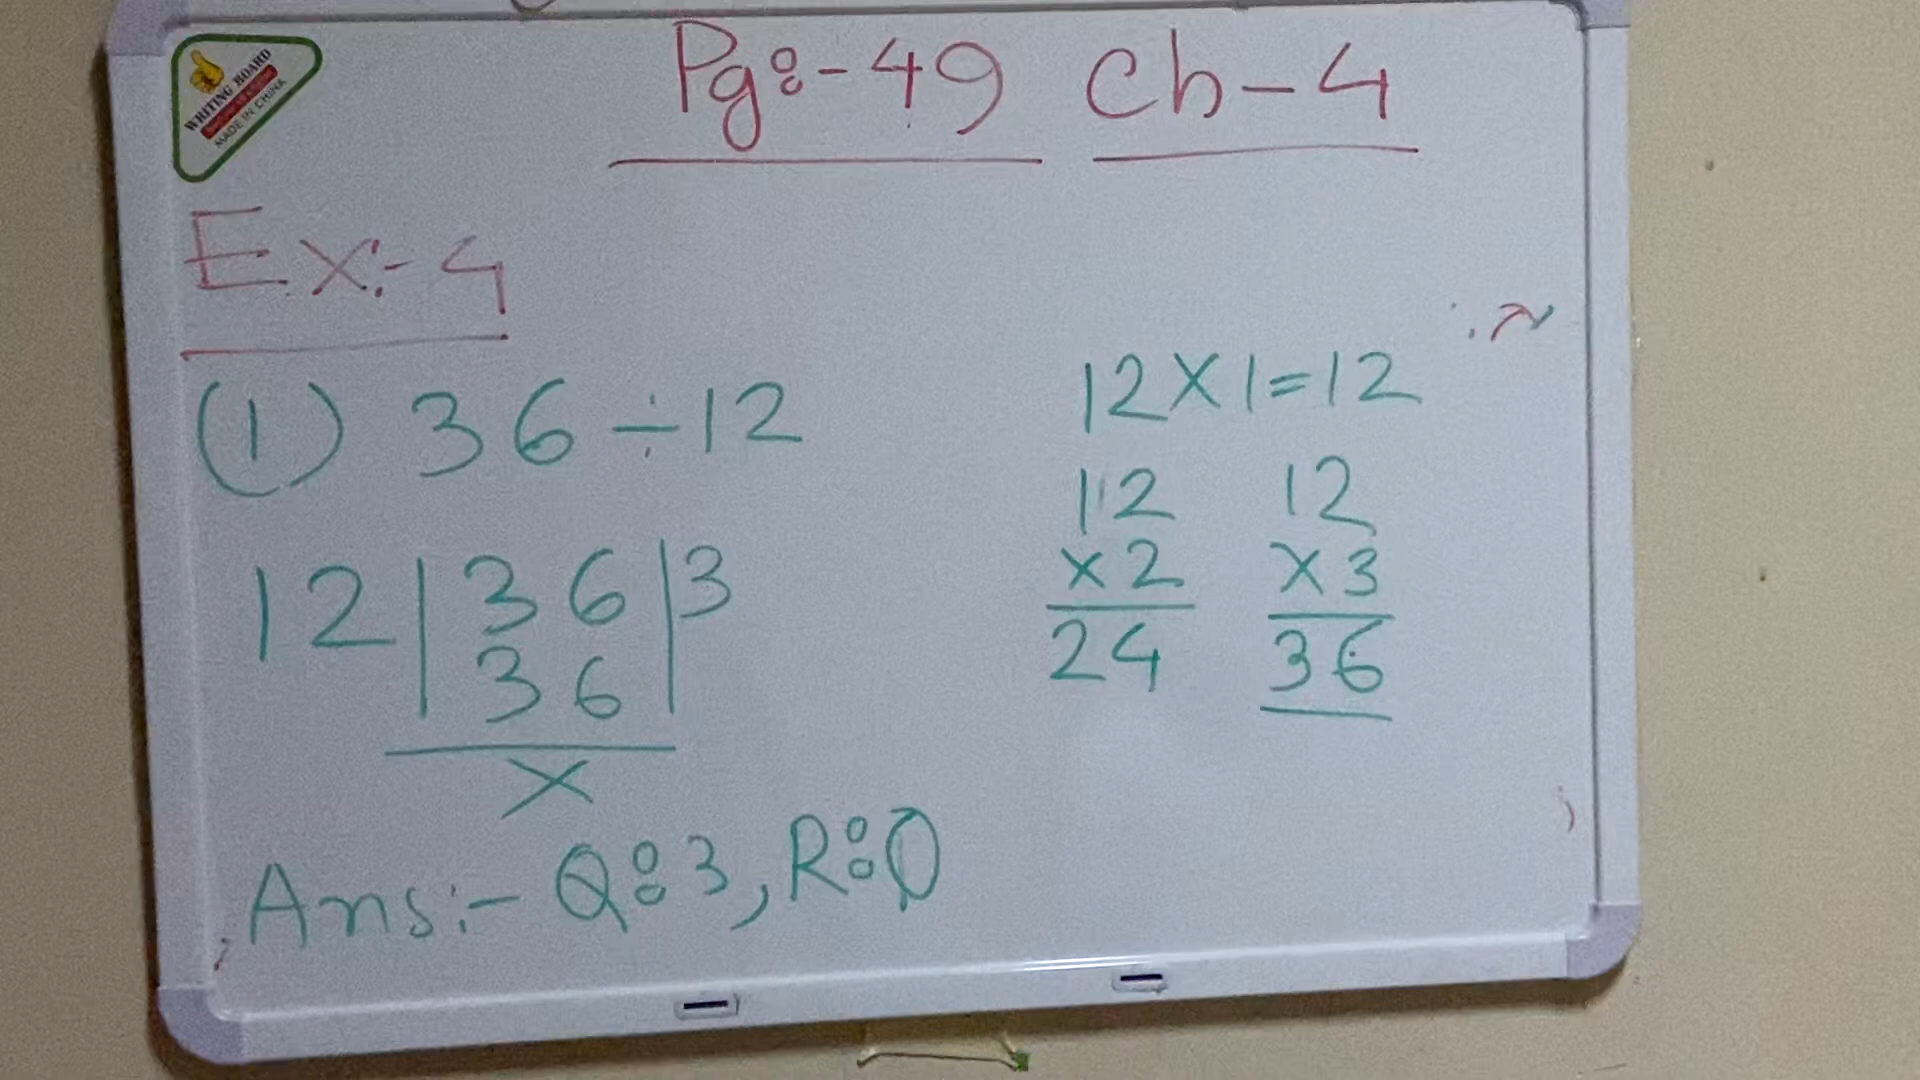 WRITING BOARD
MADE IN CHINA
Pg:-49 Ch-4
Ex:-4
(1) 36÷12
12|36|3
36
x
Ans:- Q:3, R:0
12X1=12
12 12
x2 x3
24 36